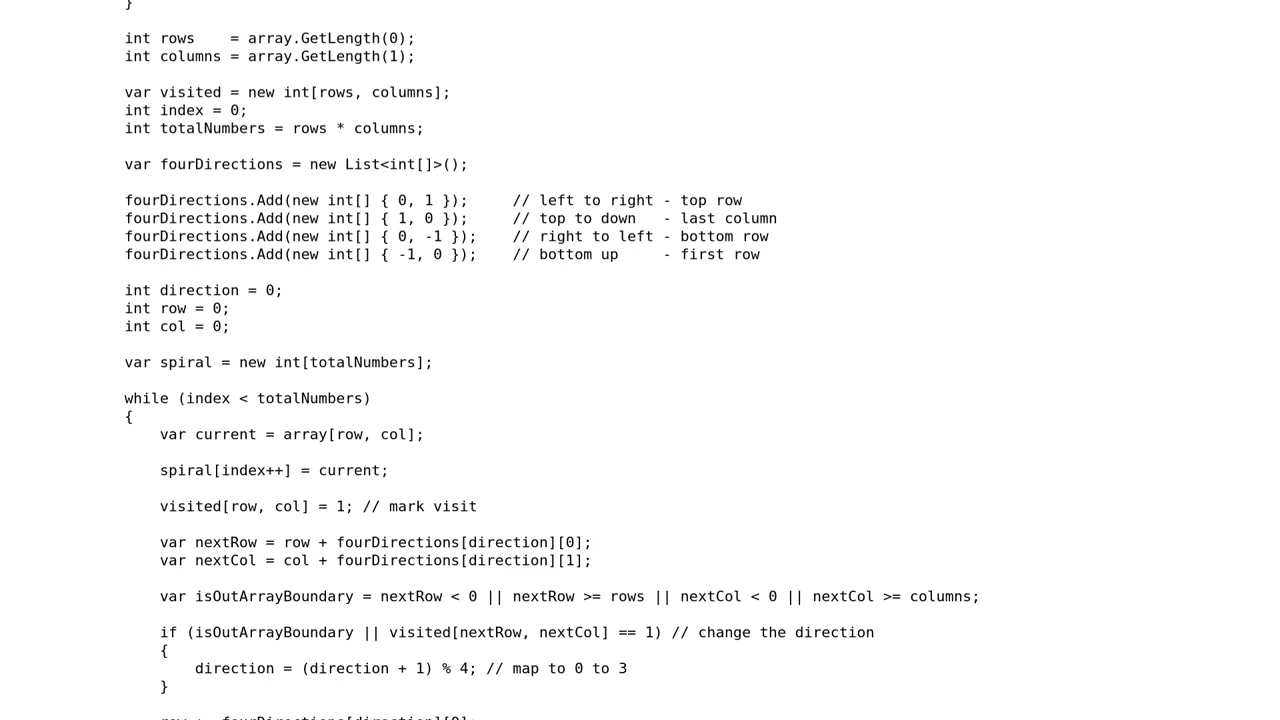 }
int rows    = array.GetLength(0);
int columns = array.GetLength(1);
var visited = new int[rows, columns];
int index = 0;
int totalNumbers = rows * columns;
var fourDirections = new List<int[]>();
fourDirections.Add(new int[] { 0, 1 });     // left to right - top row
fourDirections.Add(new int[] { 1, 0 });     // top to down   - last column
fourDirections.Add(new int[] { 0, -1 });    // right to left - bottom row
fourDirections.Add(new int[] { -1, 0 });    // bottom up     - first row
int direction = 0;
int row = 0;
int col = 0;
var spiral = new int[totalNumbers];
while (index < totalNumbers)
{
    var current = array[row, col];
    spiral[index++] = current;
    visited[row, col] = 1; // mark visit
    var nextRow = row + fourDirections[direction][0];
    var nextCol = col + fourDirections[direction][1];
    var isOutArrayBoundary = nextRow < 0 || nextRow >= rows || nextCol < 0 || nextCol >= columns;
    if (isOutArrayBoundary || visited[nextRow, nextCol] == 1) // change the direction
    {
        direction = (direction + 1) % 4; // map to 0 to 3
    }